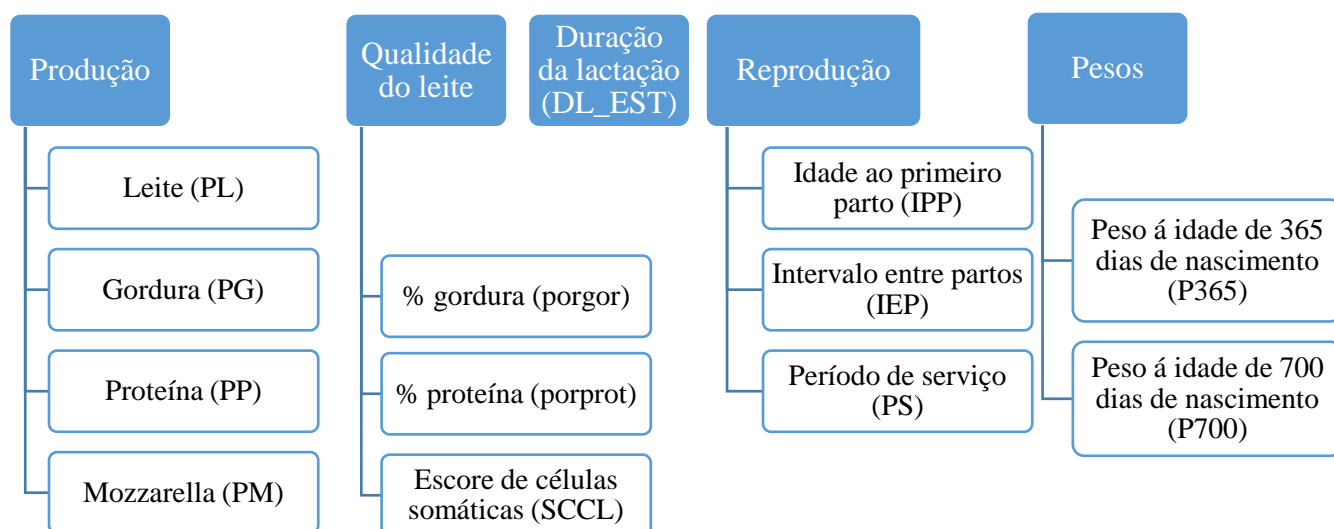 Produção
Leite (PL)
Gordura (PG)
Proteína (PP)
Mozzarella (PM)
Qualidade
do leite
% gordura (porgor)
% proteína (porprot)
Escore de células
somáticas (SCCL)
Duração
da lactação
(DL_EST)
Reprodução
Idade ao primeiro
parto (IPP)
Intervalo entre partos
(IEP)
Período de serviço
(PS)
Pesos
Peso á idade de 365
dias de nascimento
(P365)
Peso á idade de 700
dias de nascimento
(P700)